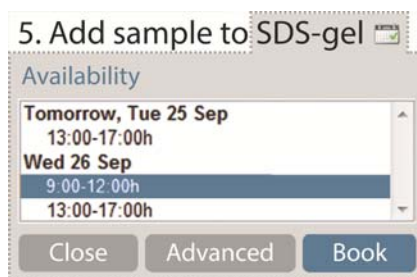 5. Add sample to SDS-gel
Availability
Tomorrow, Tue 25 Sep
13:00-17:00h
Wed 26 Sep
9:00-12:00h
13:00-17:00h
Close Advanced Book